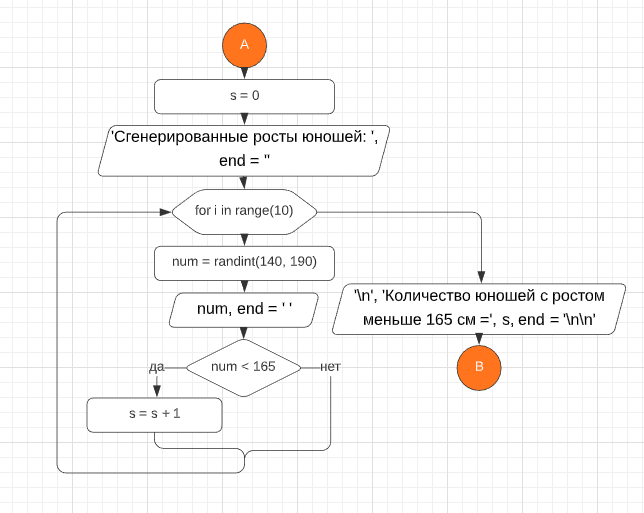 A
s = 0
'Сгенерированные росты юношей: ',
end = ''
for i in range(10)
num = randint(140, 190)
num, end = ' '
num < 165
да
нет
s = s + 1
'\n', 'Количество юношей с ростом
меньше 165 см =', s, end = '\n\n'
B